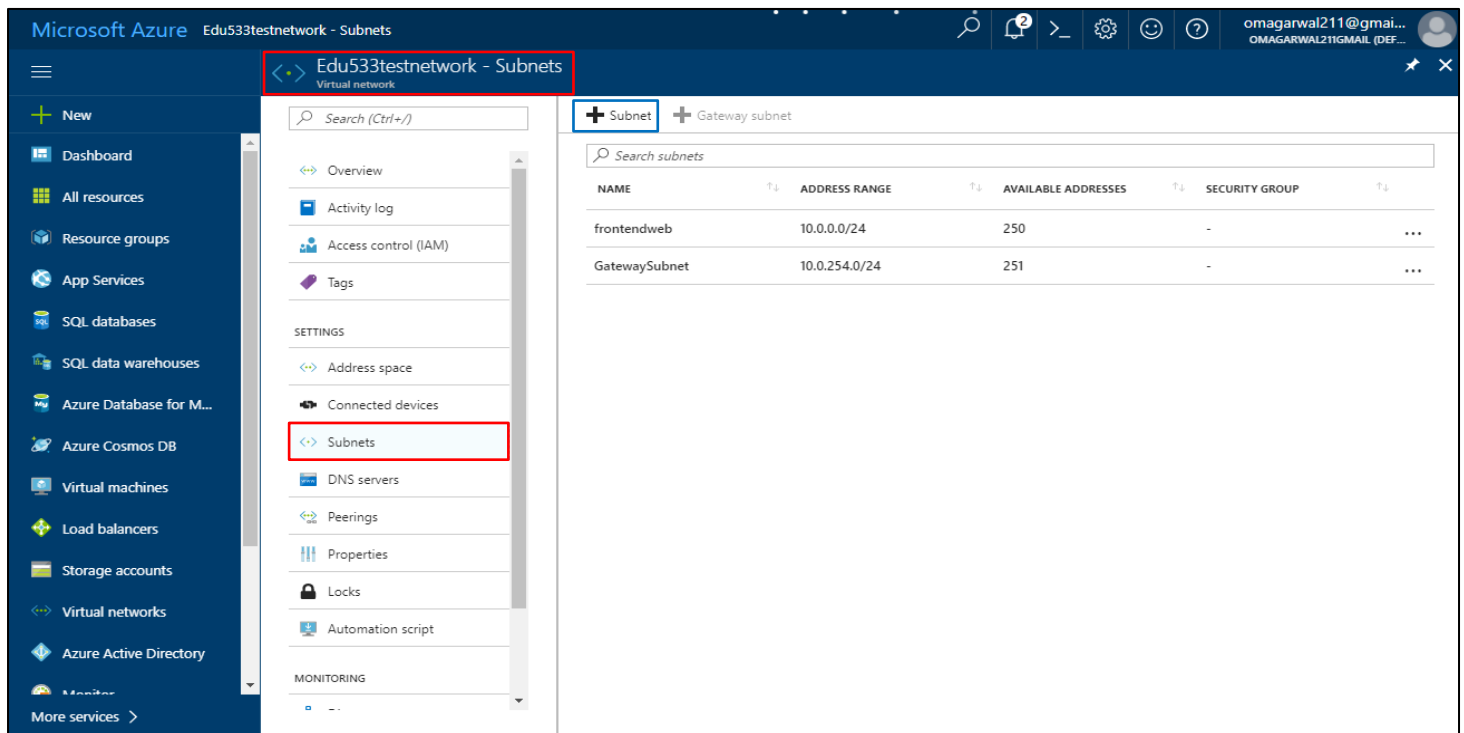 Microsoft Azure Edu533testnetwork - Subnets
2
omagarwal211@gmai...
OMAGARWAL211GMAIL (DEF...
Edu533testnetwork - Subnets
Virtual network
New
Dashboard
All resources
Resource groups
App Services
SQL databases
SQL data warehouses
Azure Database for M...
Azure Cosmos DB
Virtual machines
Load balancers
Storage accounts
Virtual networks
Azure Active Directory
Monitor
More services >
Search (Ctrl+/)
Overview
Activity log
Access control (IAM)
Tags
SETTINGS
Address space
Connected devices
Subnets
DNS servers
Peerings
Properties
Locks
Automation script
MONITORING
Subnet Gateway subnet
Search subnets
NAME ADDRESS RANGE AVAILABLE ADDRESSES SECURITY GROUP
frontendweb 10.0.0.0/24 250 - ...
GatewaySubnet 10.0.254.0/24 251 - ...